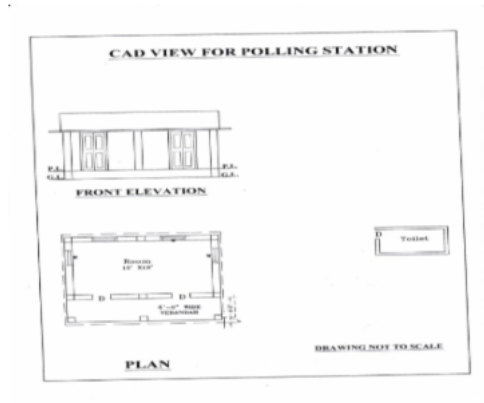 CAD VIEW FOR POLLING STATION
P.L.
G.L.
P.L.
G.L.
FRONT ELEVATION
D
Toilet
Room
D
D
WIDE
VERANDAH
PLAN
DRAWING NOT TO SCALE